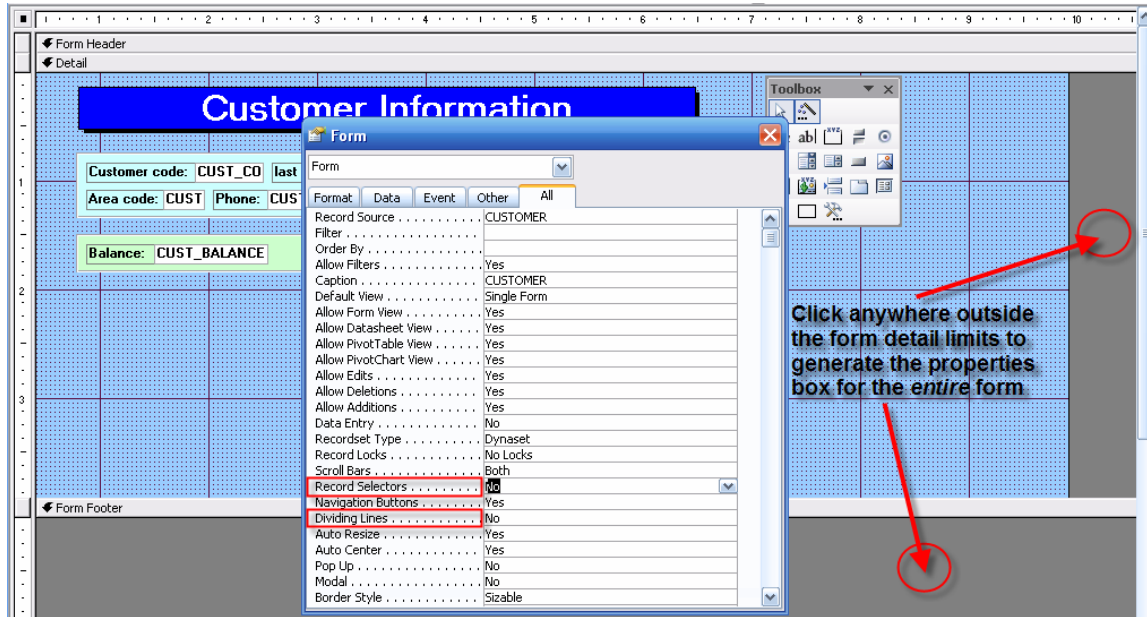 1 2 3 4 5 6 7 8 9 10
Form Header
Detail
Customer Information
Customer code: CUST_CO last
Area code: CUST Phone: CUS
Balance: CUST_BALANCE
1
2
3
Form Footer
Form
Form
Format Data Event Other All
Record Source . . . . . . . . . . . CUSTOMER
Filter . . . . . . . . . . . . . . . . .
Order By . . . . . . . . . . . . . . .
Allow Filters . . . . . . . . . . . . . Yes
Caption . . . . . . . . . . . . . . . CUSTOMER
Default View . . . . . . . . . . . . Single Form
Allow Form View . . . . . . . . . . Yes
Allow Datasheet View . . . . . . Yes
Allow PivotTable View . . . . . . Yes
Allow PivotChart View . . . . . . Yes
Allow Edits . . . . . . . . . . . . . . Yes
Allow Deletions . . . . . . . . . . . Yes
Allow Additions . . . . . . . . . . . Yes
Data Entry . . . . . . . . . . . . . . No
Recordset Type . . . . . . . . . . Dynaset
Record Locks . . . . . . . . . . . . No Locks
Scroll Bars . . . . . . . . . . . . . . Both
Record Selectors . . . . . . . . . No
Navigation Buttons . . . . . . . . Yes
Dividing Lines . . . . . . . . . . . . No
Auto Resize . . . . . . . . . . . . . Yes
Auto Center . . . . . . . . . . . . . Yes
Pop Up . . . . . . . . . . . . . . . . . No
Modal . . . . . . . . . . . . . . . . . . No
Border Style . . . . . . . . . . . . . Sizable
Toolbox
ab|
XYZ
Click anywhere outside
the form detail limits to
generate the properties
box for the entire form